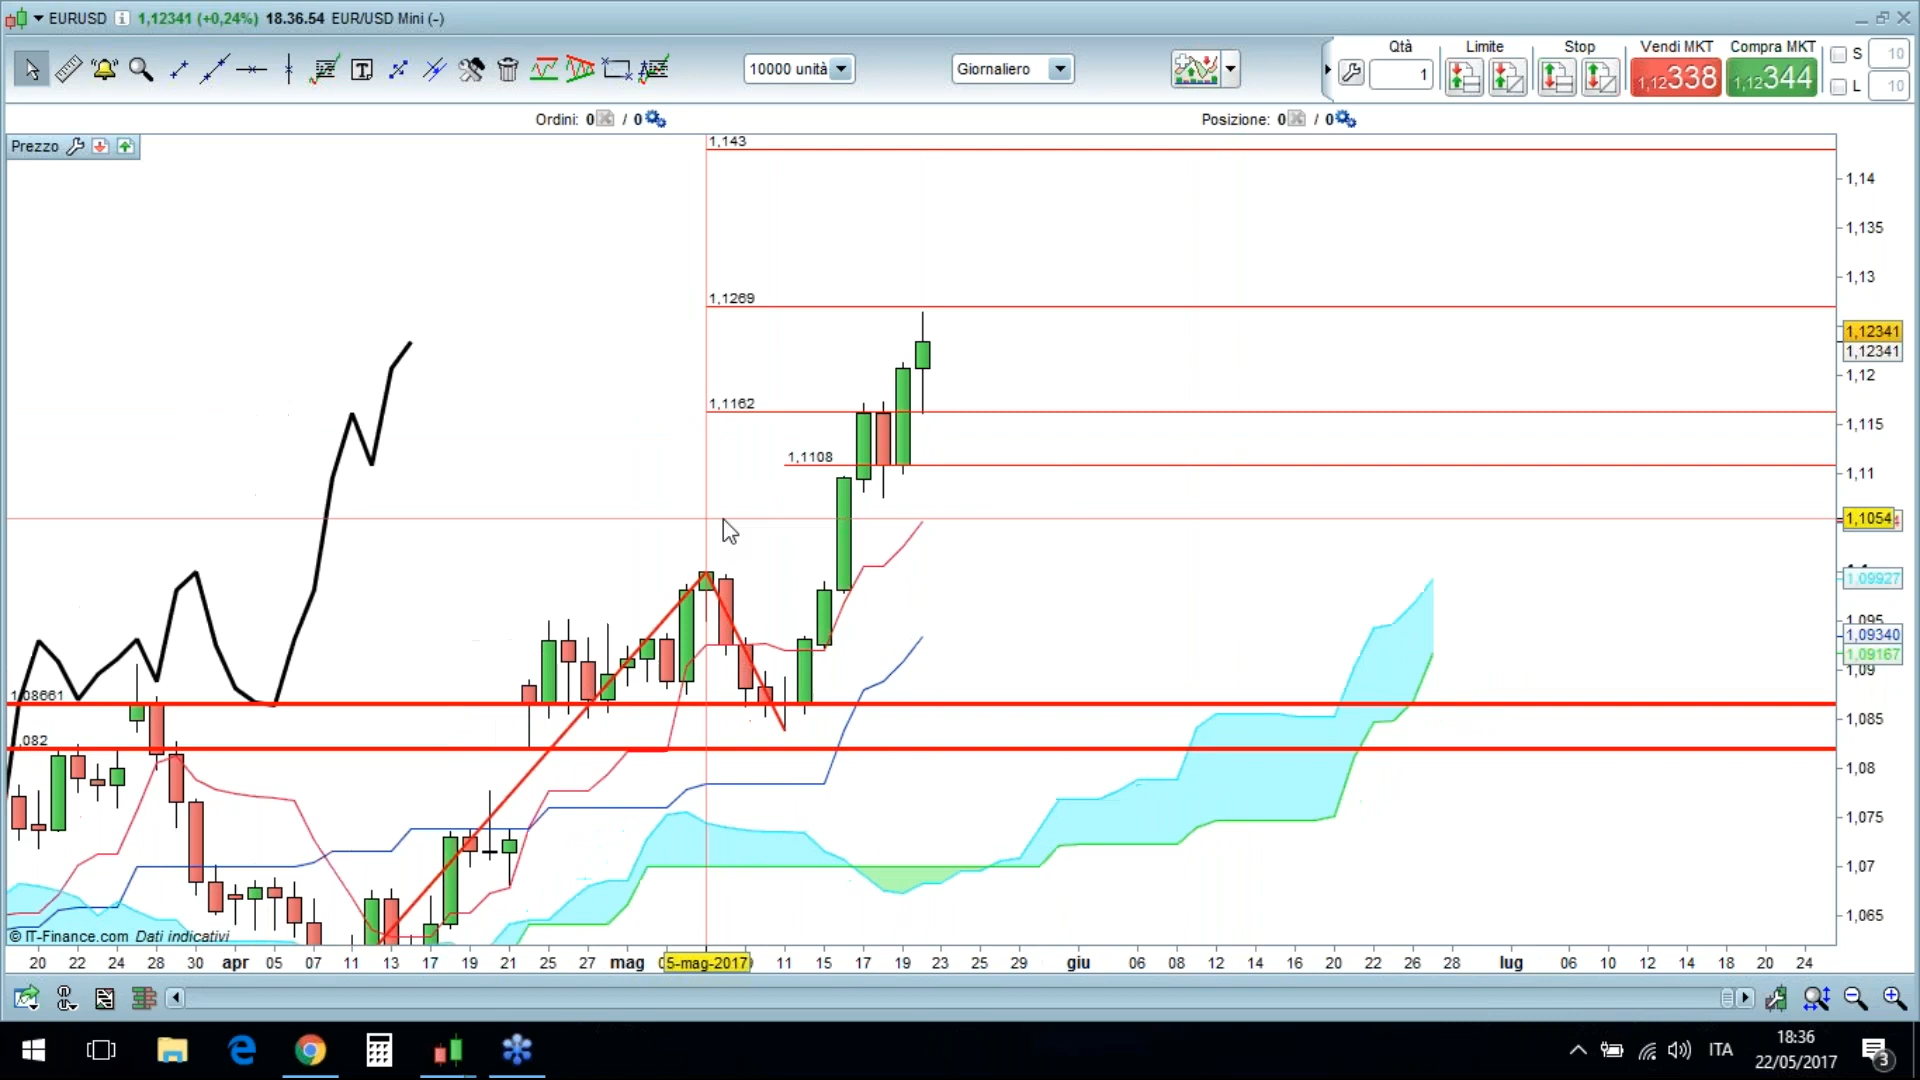 EURUSD 1,12341 (+0,24%) 18.36.54 EUR/USD Mini (-)
10000 unità
Giornaliero
Qtà
1
Limite
Stop
Vendi MKT
1,12338
Compra MKT
1,12344
S 10
L 10
Ordini: 0 / 0
Posizione: 0 / 0
Prezzo
1,143
1,1269
1,1162
1,1108
1,08661
,082
1,14
1,135
1,13
1,12341
1,12341
1,12
1,115
1,11
1,1054
1,09927
1,095
1,09340
1,09167
1,09
1,085
1,08
1,075
1,07
1,065
© IT-Finance.com Dati indicativi
20 22 24 28 30 apr 05 07 11 13 17 19 21 25 27 mag 05-mag-2017 11 15 17 19 23 25 29 giu 06 08 12 14 16 20 22 26 28 lug 06 10 12 14 18 20 24
ITA
18:36
22/05/2017
3